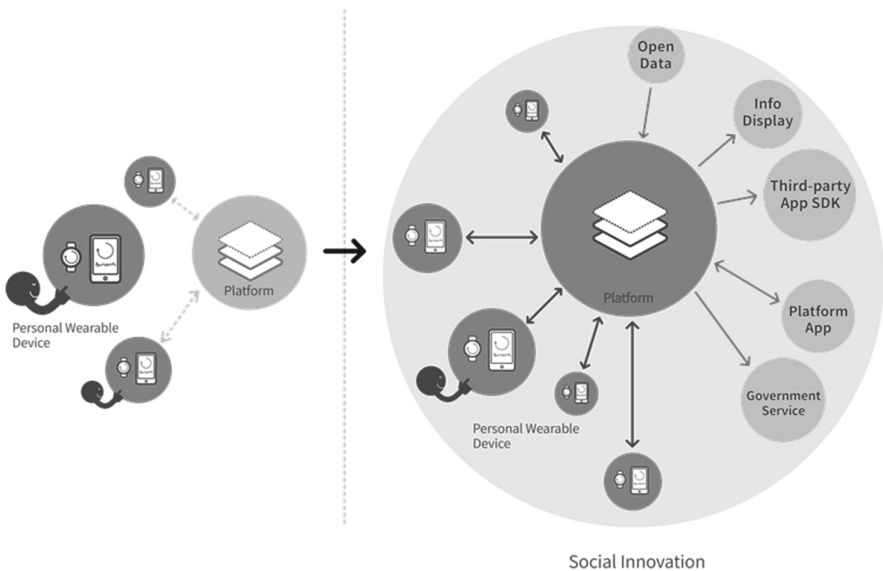 Platform
Personal Wearable
Device
Open
Data
Info
Display
Third-party
App SDK
Platform
Platform
App
Government
Service
Personal Wearable
Device
Social Innovation